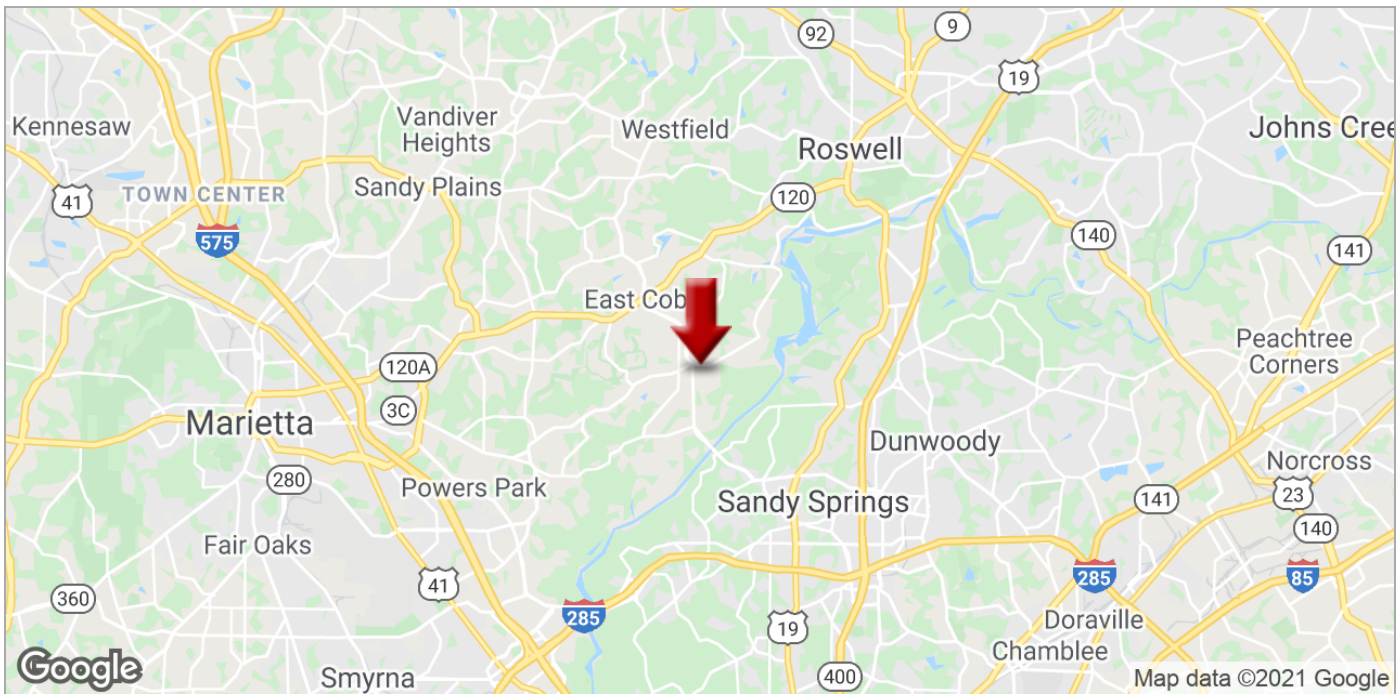 92
9
19
Kennesaw
Vandiver
Heights
Westfield
Johns Cree
Roswell
TOWN CENTER
Sandy Plains
41
120
575
140
141
East Cob
Peachtree
Corners
120A
3C
Marietta
Dunwoody
280
Powers Park
Norcross
Sandy Springs
141
23
140
Fair Oaks
41
285
85
360
285
19
Doraville
Chamblee
Google
Smyrna
400
Map data ©2021 Google